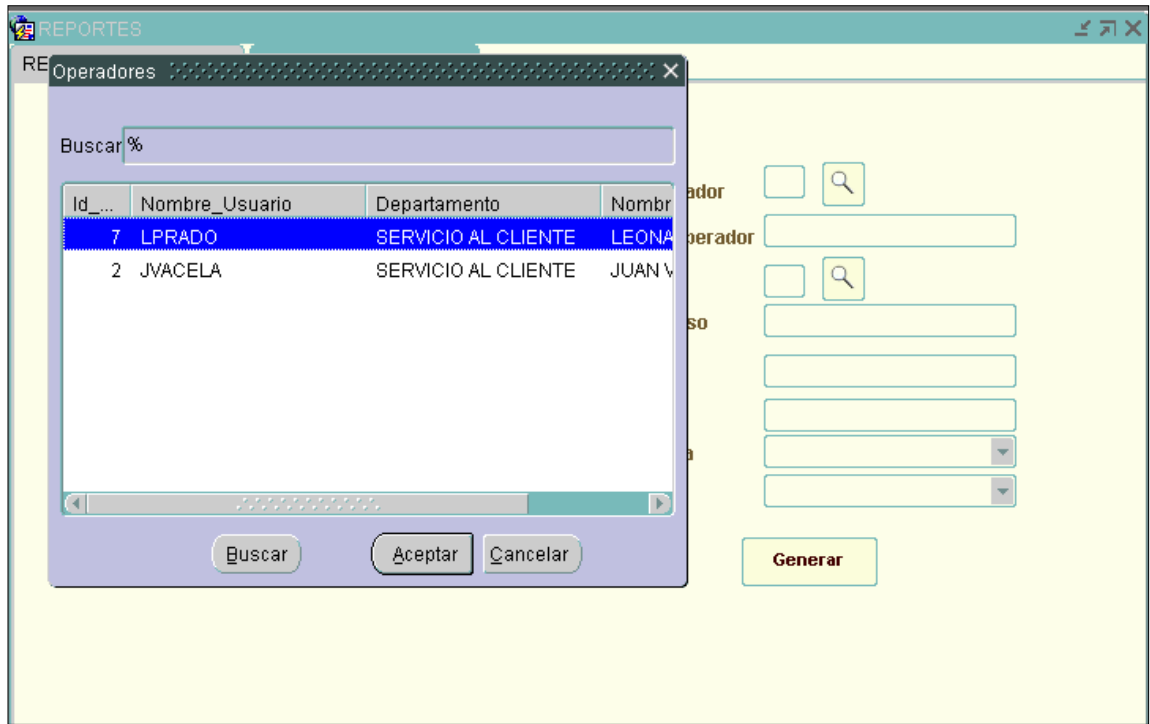 REPORTES
RE
Operadores
Buscar %
Id_... Nombre_Usuario Departamento Nombr
7 LPRADO SERVICIO AL CLIENTE LEONA
2 JVACELA SERVICIO AL CLIENTE JUAN V
ador
perador
so
a
Buscar Aceptar Cancelar
Generar